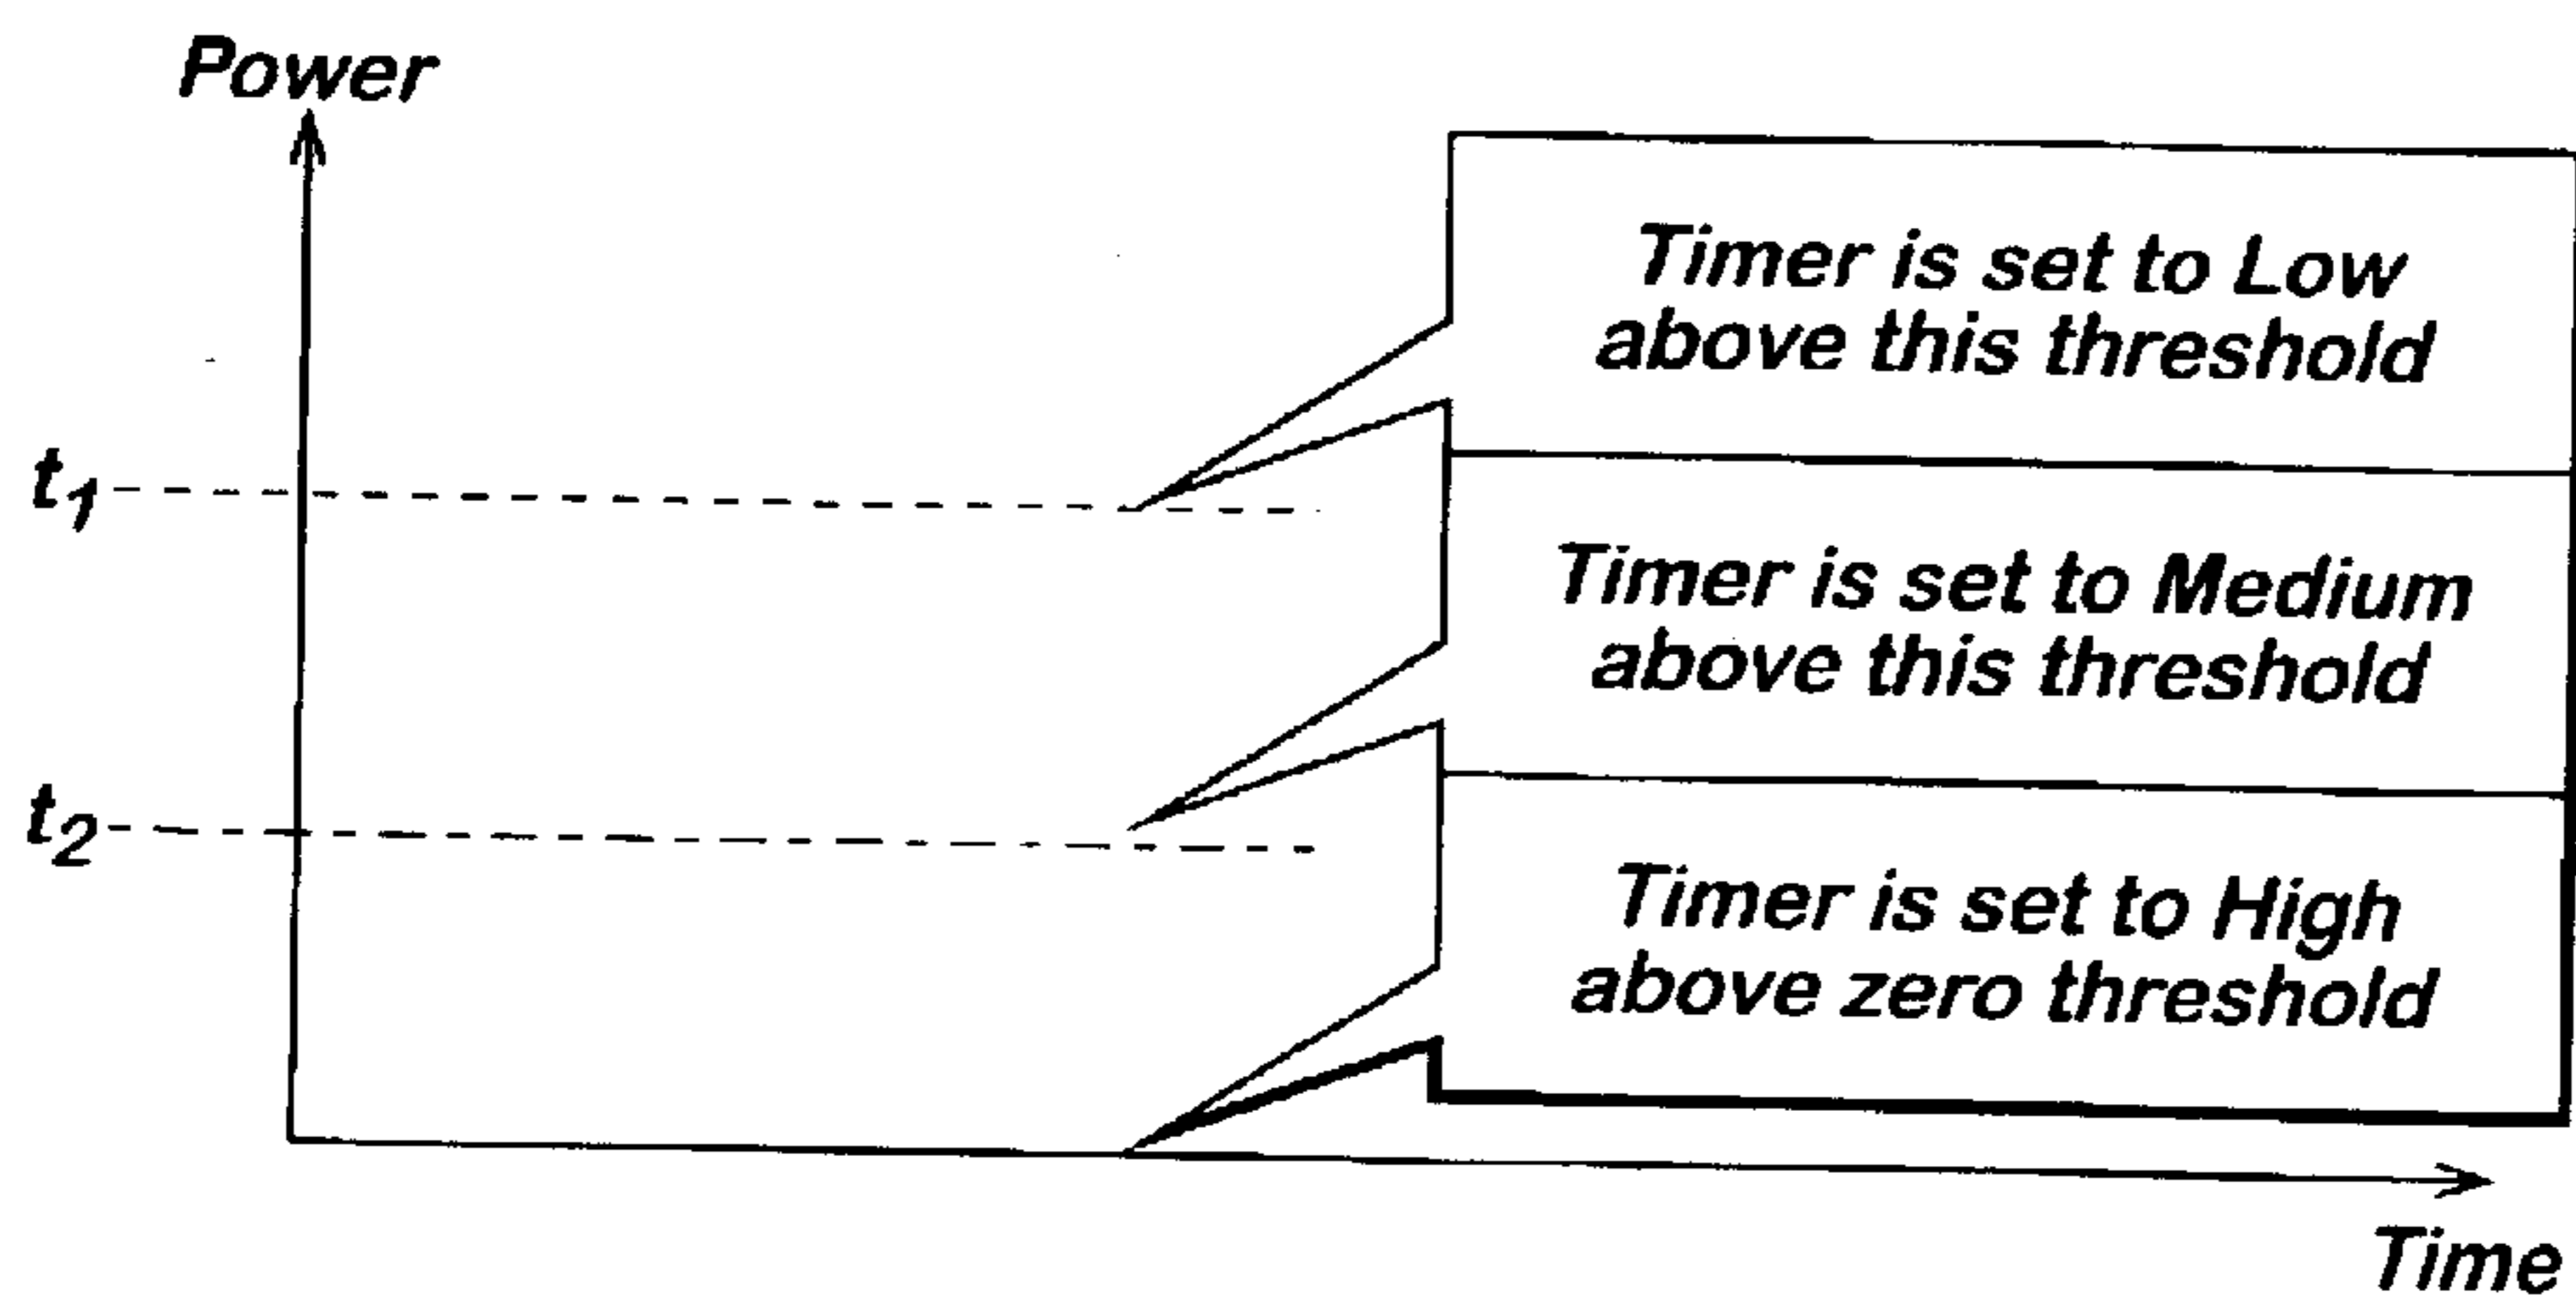 Power
Timer is set to Low
above this threshold
t1
Timer is set to Medium
above this threshold
t2
Timer is set to High
above zero threshold
Time